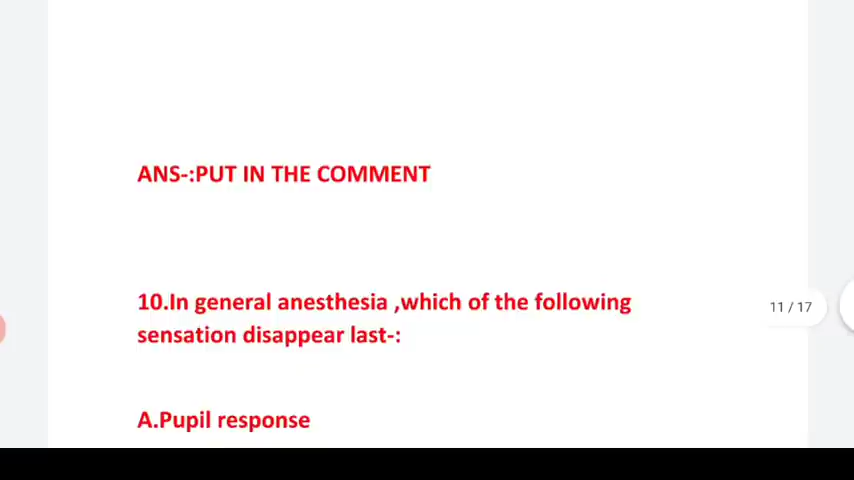 ANS-:PUT IN THE COMMENT
10.In general anesthesia ,which of the following
sensation disappear last-:
11 / 17
A.Pupil response